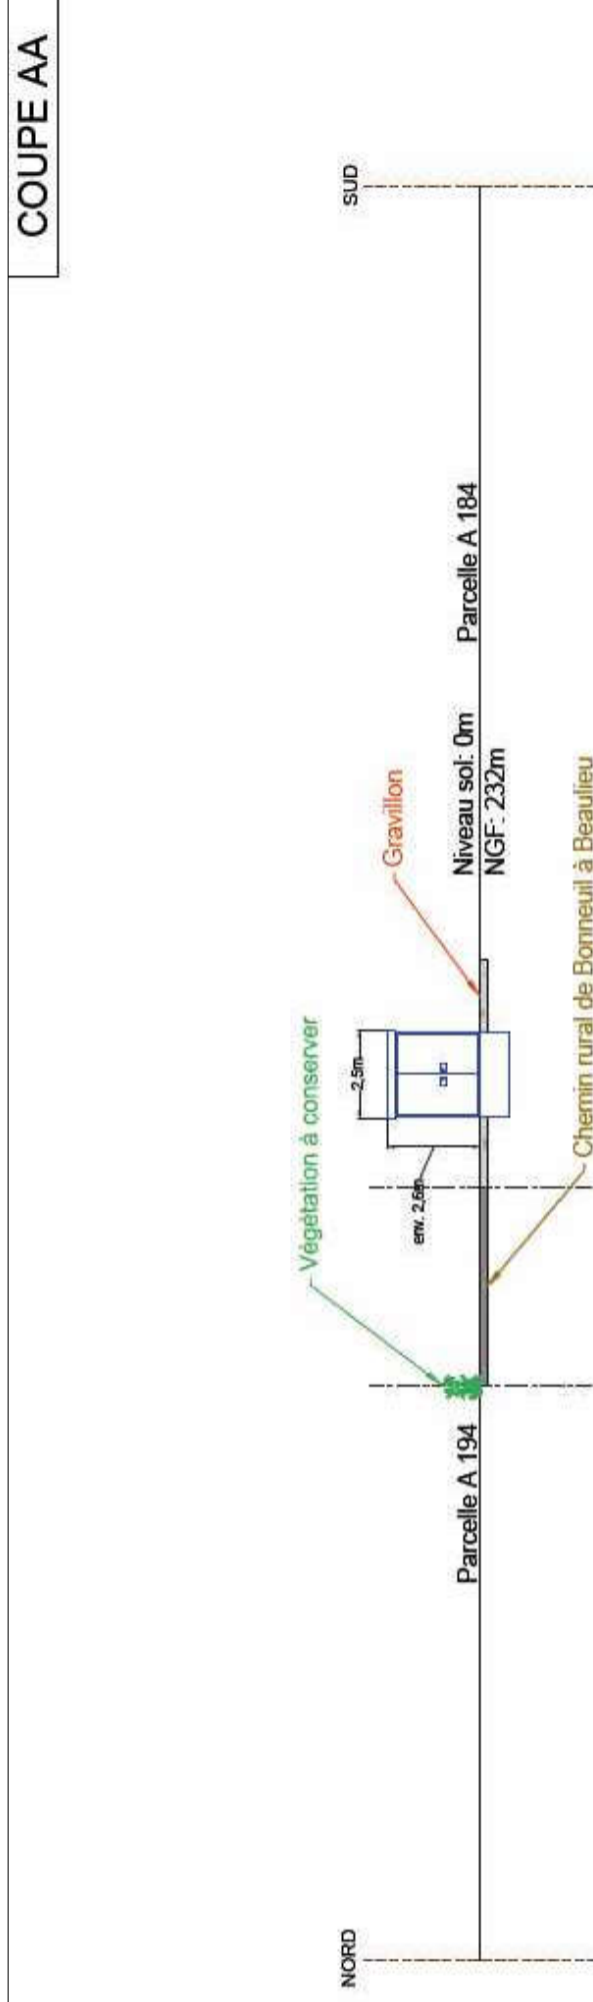 COUPE AA
NORD
SUD
Végétation à conserver
2,5m
env. 2,6m
Gravillon
Parcelle A 194
Niveau sol: 0m
NGF: 232m
Parcelle A 184
Chemin rural de Bonneuil à Beaulieu